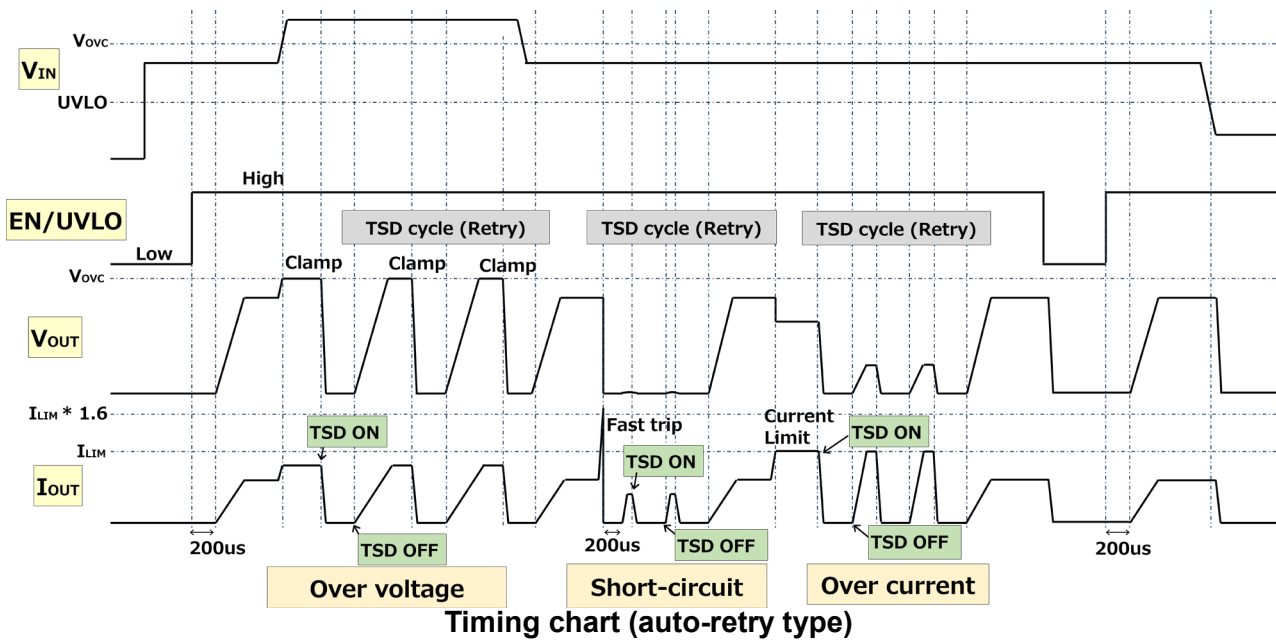 VOVC
VIN
UVLO
High
EN/UVLO
TSD cycle (Retry)
TSD cycle (Retry)
TSD cycle (Retry)
Low
VOVC
Clamp
Clamp
Clamp
VOUT
ILIM * 1.6
Fast trip
Current
Limit
TSD ON
TSD ON
ILIM
TSD ON
IOUT
200us
TSD OFF
200us
TSD OFF
TSD OFF
200us
Over voltage
Short-circuit
Over current
Timing chart (auto-retry type)